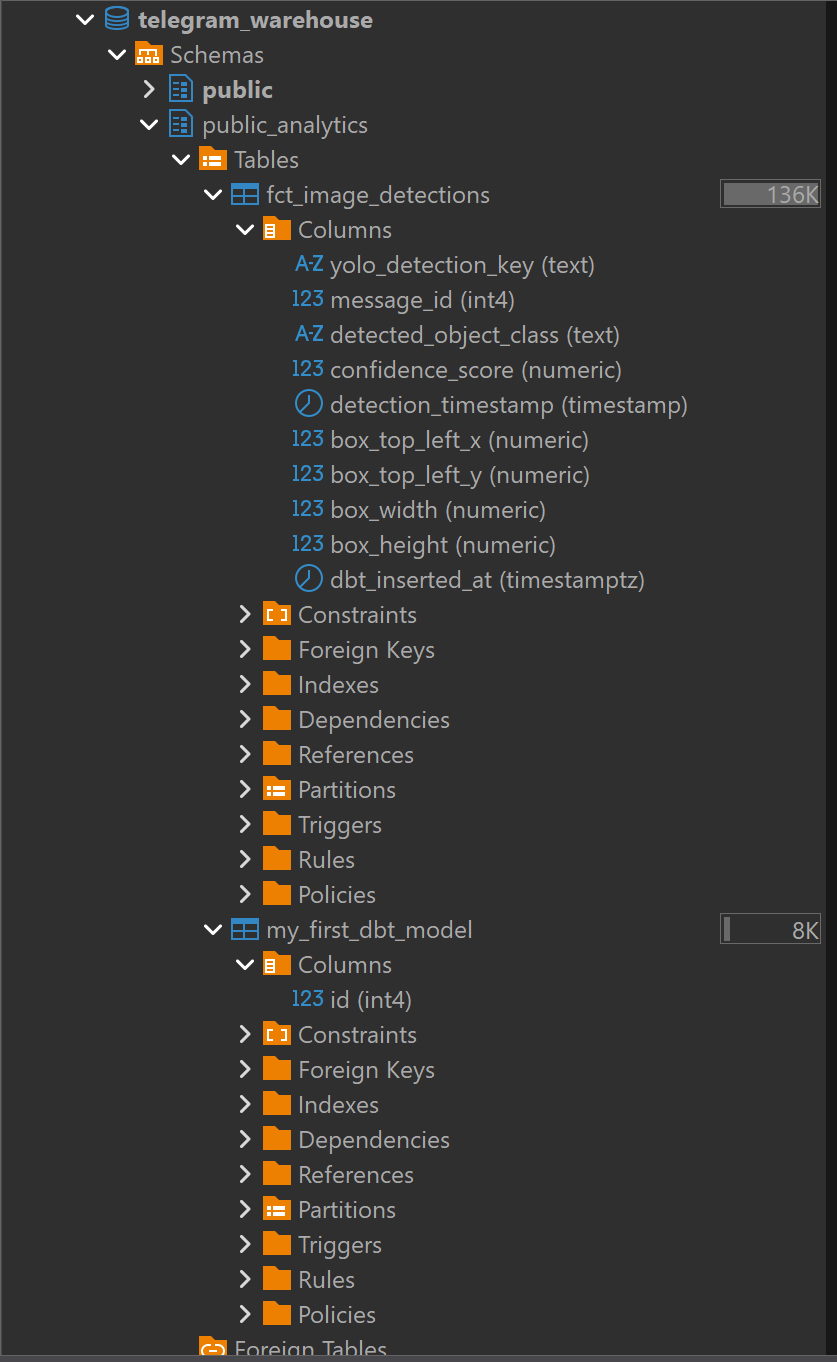 telegram_warehouse
Schemas
public
public_analytics
Tables
fct_image_detections 136K
Columns
A-Z yolo_detection_key (text)
123 message_id (int4)
A-Z detected_object_class (text)
123 confidence_score (numeric)
detection_timestamp (timestamp)
123 box_top_left_x (numeric)
123 box_top_left_y (numeric)
123 box_width (numeric)
123 box_height (numeric)
dbt_inserted_at (timestamptz)
Constraints
Foreign Keys
Indexes
Dependencies
References
Partitions
Triggers
Rules
Policies
my_first_dbt_model 8K
Columns
123 id (int4)
Constraints
Foreign Keys
Indexes
Dependencies
References
Partitions
Triggers
Rules
Policies
Foreign Tables